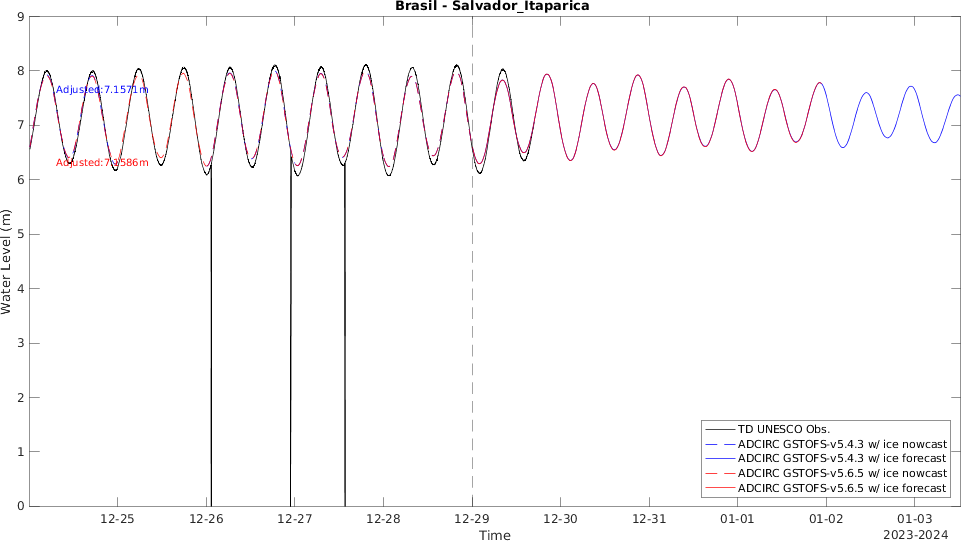 Brasil - Salvador_Itaparica
Water Level (m)
9
8
7
6
5
4
3
2
1
0
Adjusted:7.1571m
Adjusted:7.1586m
TD UNESCO Obs.
ADCIRC GSTOFS-v5.4.3 w/ ice nowcast
ADCIRC GSTOFS-v5.4.3 w/ ice forecast
ADCIRC GSTOFS-v5.6.5 w/ ice nowcast
ADCIRC GSTOFS-v5.6.5 w/ ice forecast
12-25 12-26 12-27 12-28 12-29 12-30 12-31 01-01 01-02 01-03
Time
2023-2024